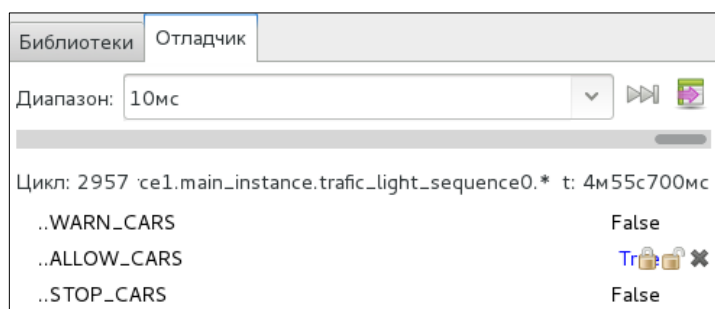 Библиотеки Отладчик
Диапазон: 10мс
Цикл: 2957 ce1.main_instance.trafic_light_sequence0.* t: 4м55с700мс
..WARN_CARS False
..ALLOW_CARS
..STOP_CARS False